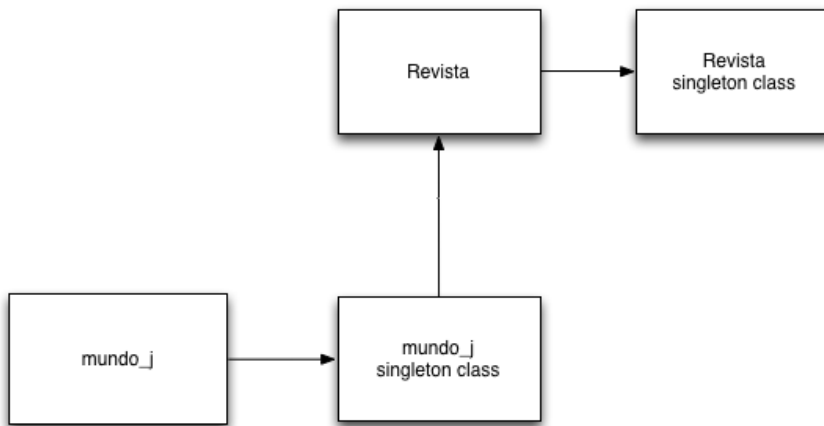 Revista
Revista
singleton class
mundo_j
mundo_j
singleton class